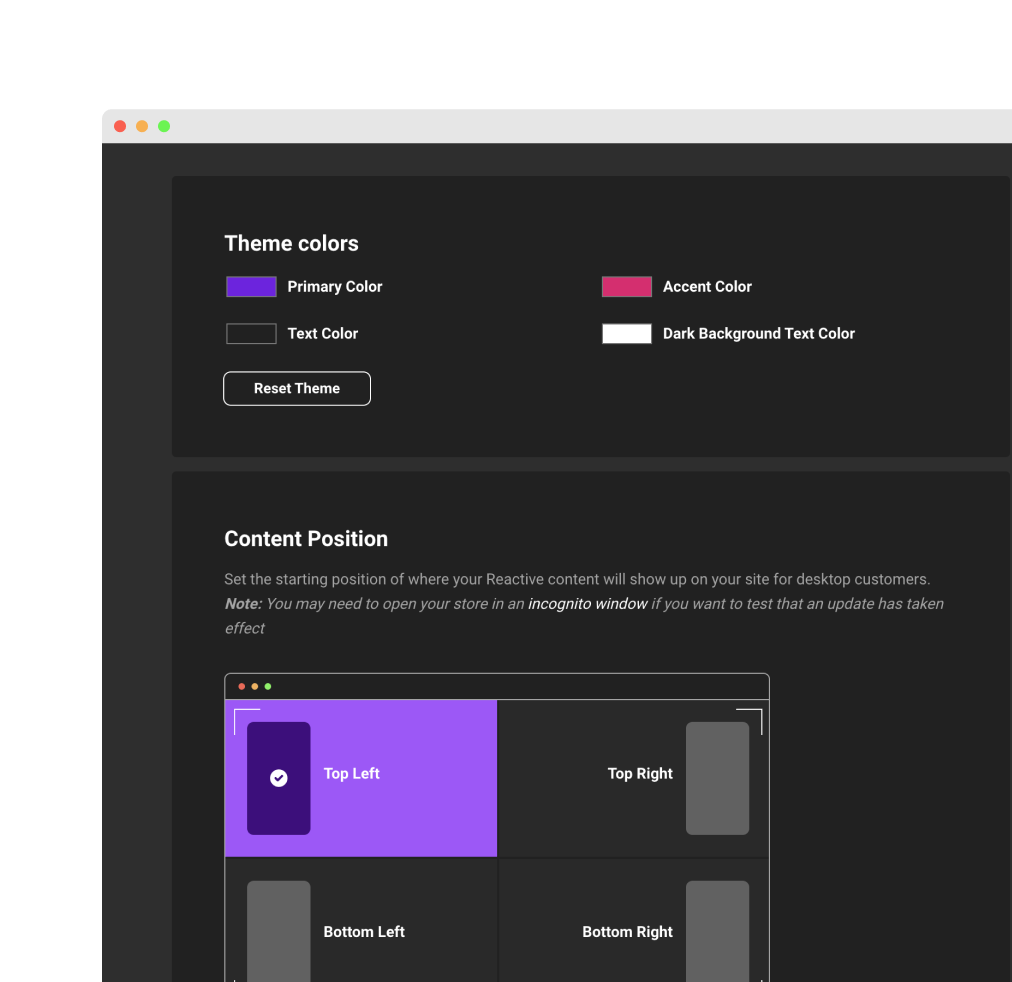 Theme colors
Primary Color
Accent Color
Text Color
Dark Background Text Color
Reset Theme
Content Position
Set the starting position of where your Reactive content will show up on your site for desktop customers.
Note: You may need to open your store in an incognito window if you want to test that an update has taken
effect
Top Left
Top Right
Bottom Left
Bottom Right